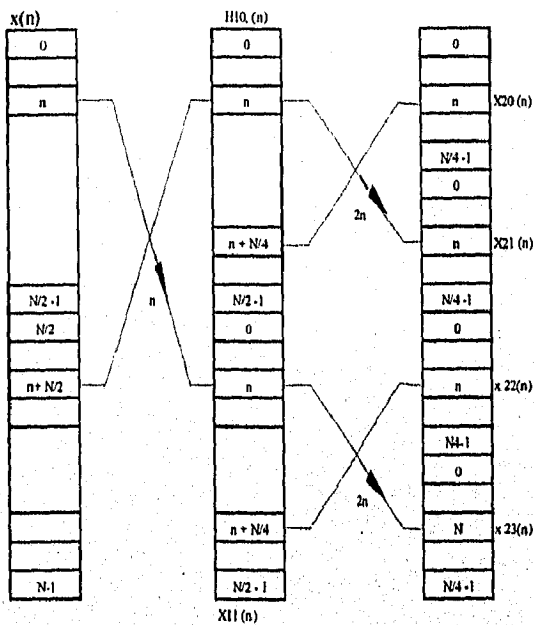 x(n)
0
n
N/2 -1
N/2
n+ N/2
N-1
n
H10, (n)
0
n
n + N/4
N/2 -1
0
n
n + N/4
N/2 - 1
X11 (n)
2n
2n
0
n
X20 (n)
N/4 -1
0
n
X21 (n)
N/4 -1
0
n
x 22(n)
N4-1
0
N
x 23(n)
N/4 -1